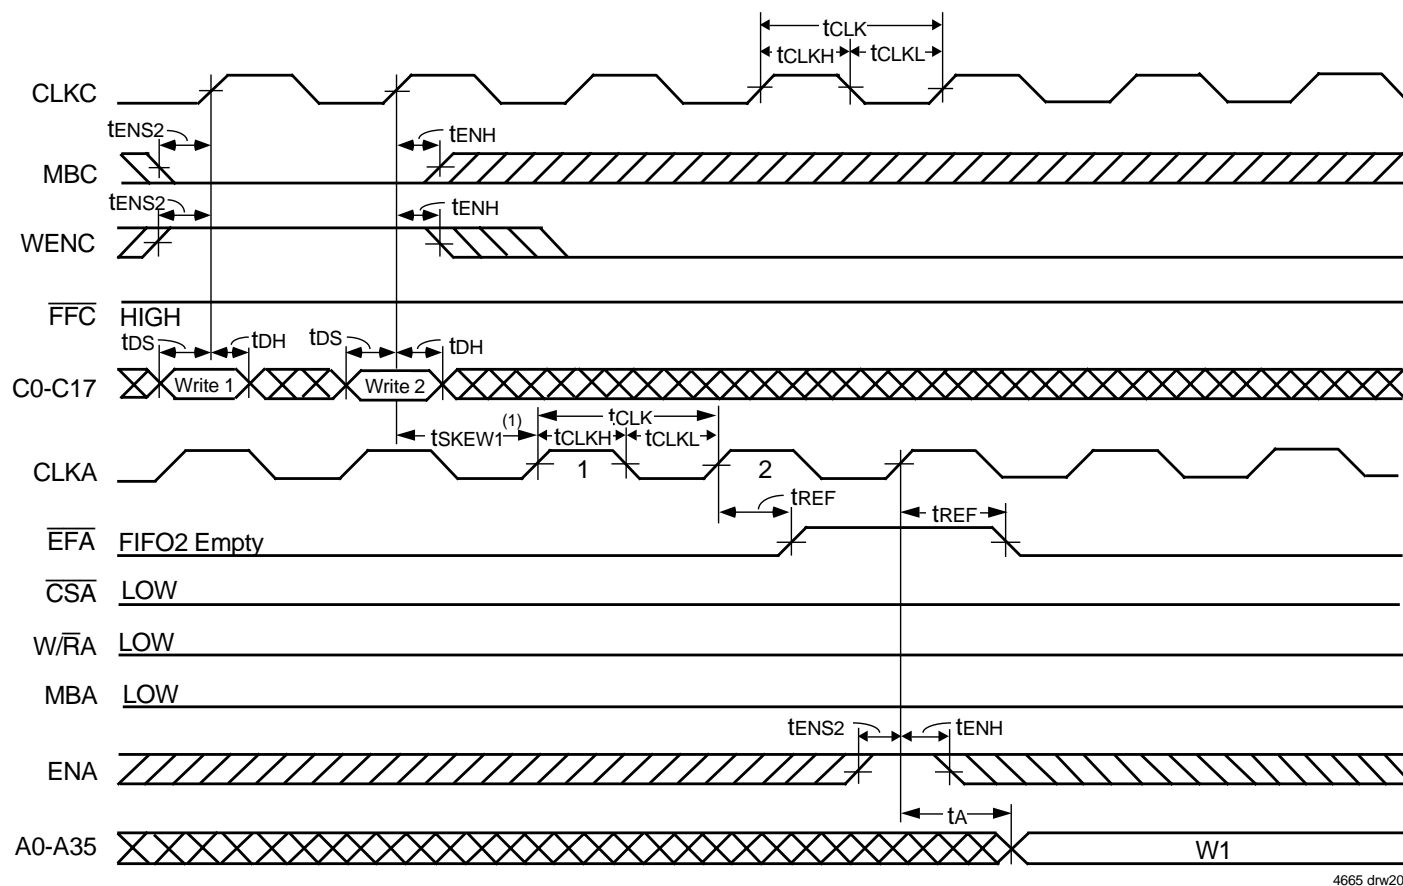 tCLK
tCLKH tCLKL
CLKC
tENS2 tENH
MBC
tENS2 tENH
WENC
FFC HIGH
tDS tDH tDS tDH
C0-C17 Write 1 Write 2
tSKEW1(1) tCLK
tCLKH tCLKL
CLKA 1 2
tREF tREF
EFA FIFO2 Empty
CSA LOW
W/RA LOW
MBA LOW
tENS2 tENH
ENA
tA
A0-A35 W1
4665 drw20